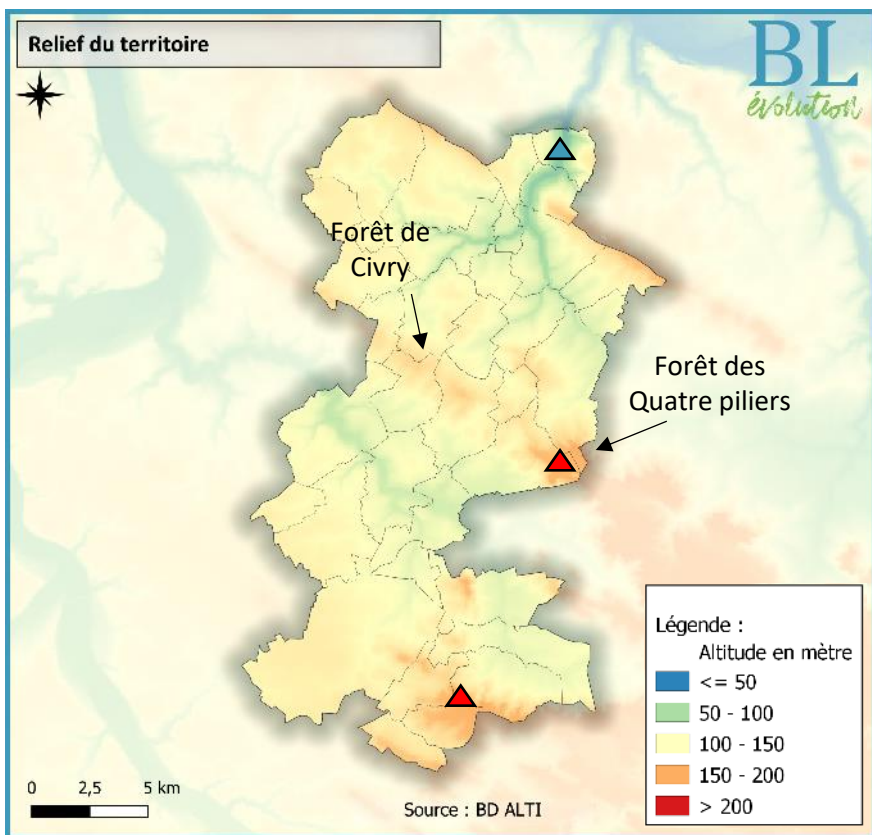 Relief du territoire
BL
évolution
Forêt de
Civry
Forêt des
Quatre piliers
Légende :
Altitude en mètre
<= 50
50 - 100
100 - 150
150 - 200
> 200
0 2,5 5 km
Source : BD ALTI